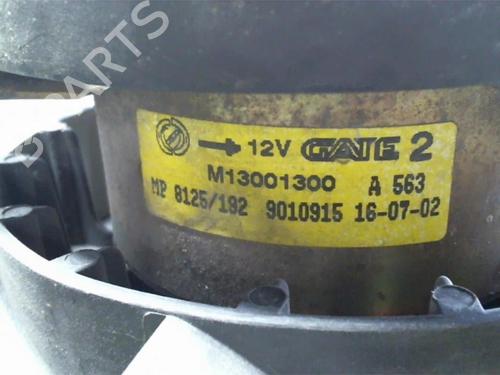 PARTS
12V GATE 2
M13001300 A 563
MP 8125/192 9010915 16-07-02